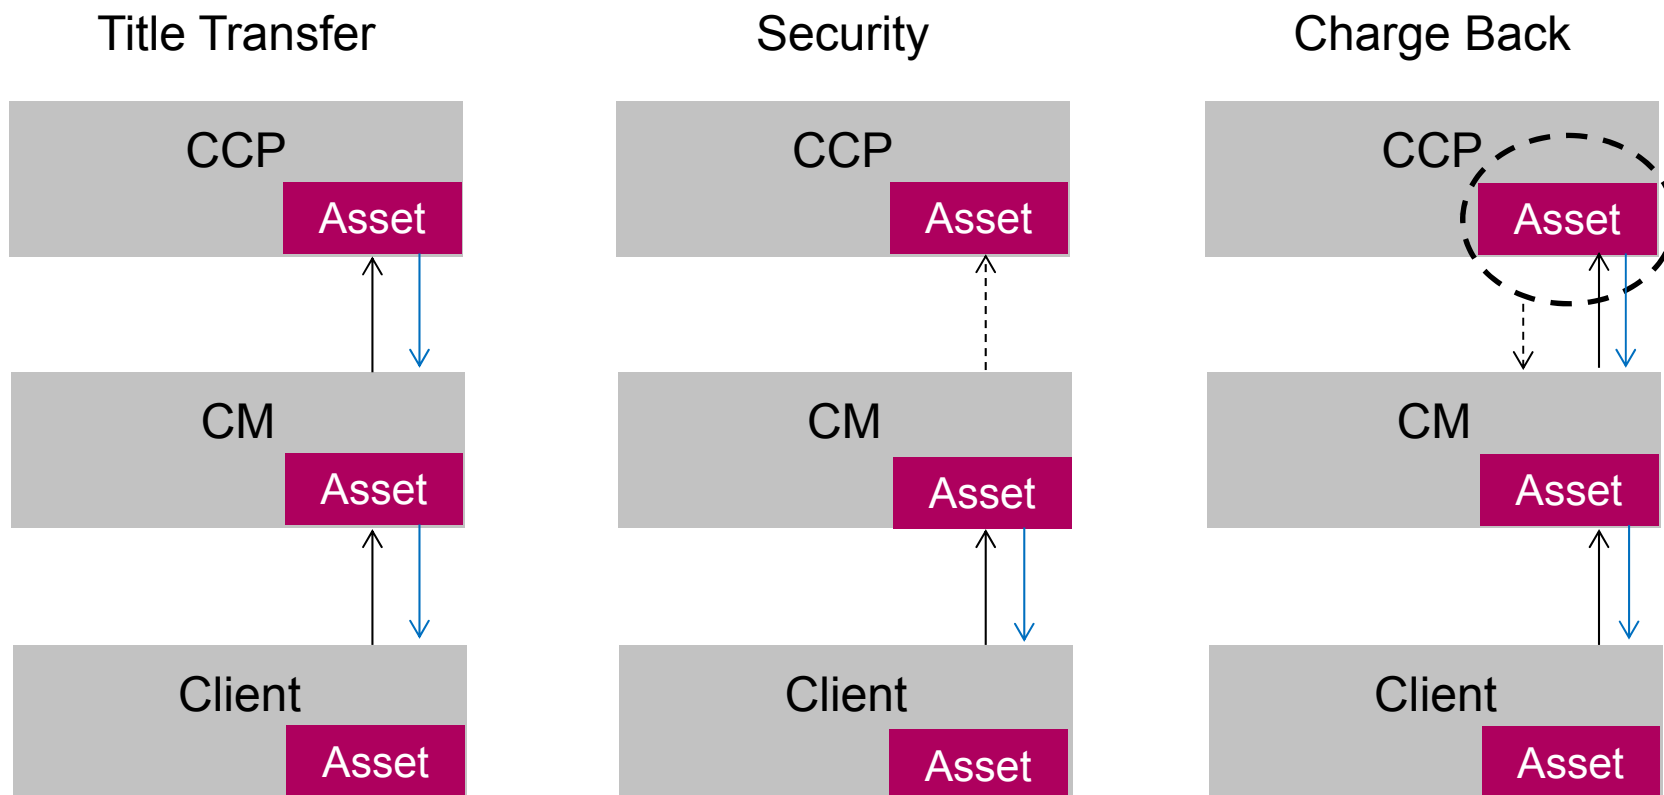 Title Transfer
Security
Charge Back
CCP
CCP
CCP
Asset
Asset
Asset
CM
CM
CM
Asset
Asset
Asset
Client
Client
Client
Asset
Asset
Asset